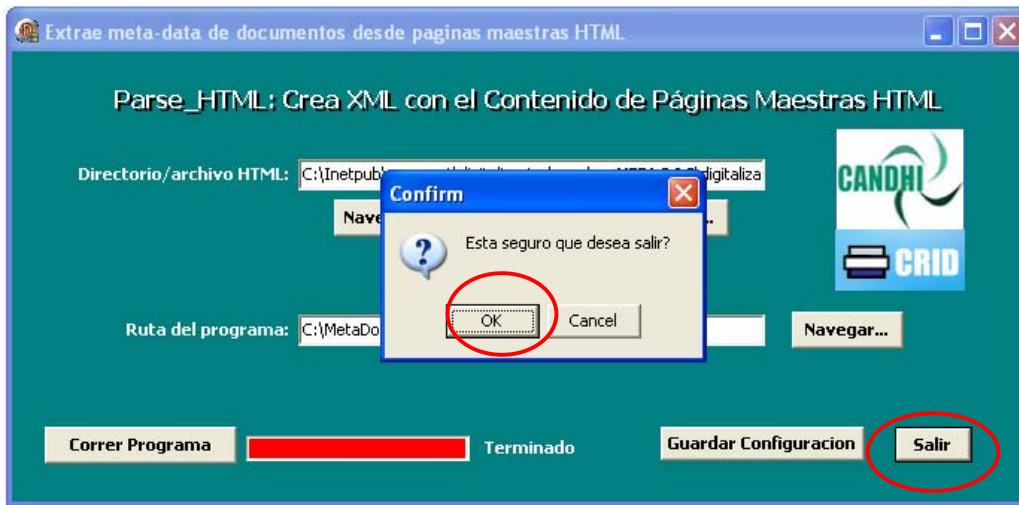 Extrae meta-data de documentos desde paginas maestras HTML
Parse_HTML: Crea XML con el Contenido de Páginas Maestras HTML
Directorio/archivo HTML: C:\Inetpub digitaliza
CANDHI
Confirm
Esta seguro que desea salir?
CRID
OK Cancel
Ruta del programa: C:\MetaDo Navegar...
Correr Programa Terminado Guardar Configuracion Salir